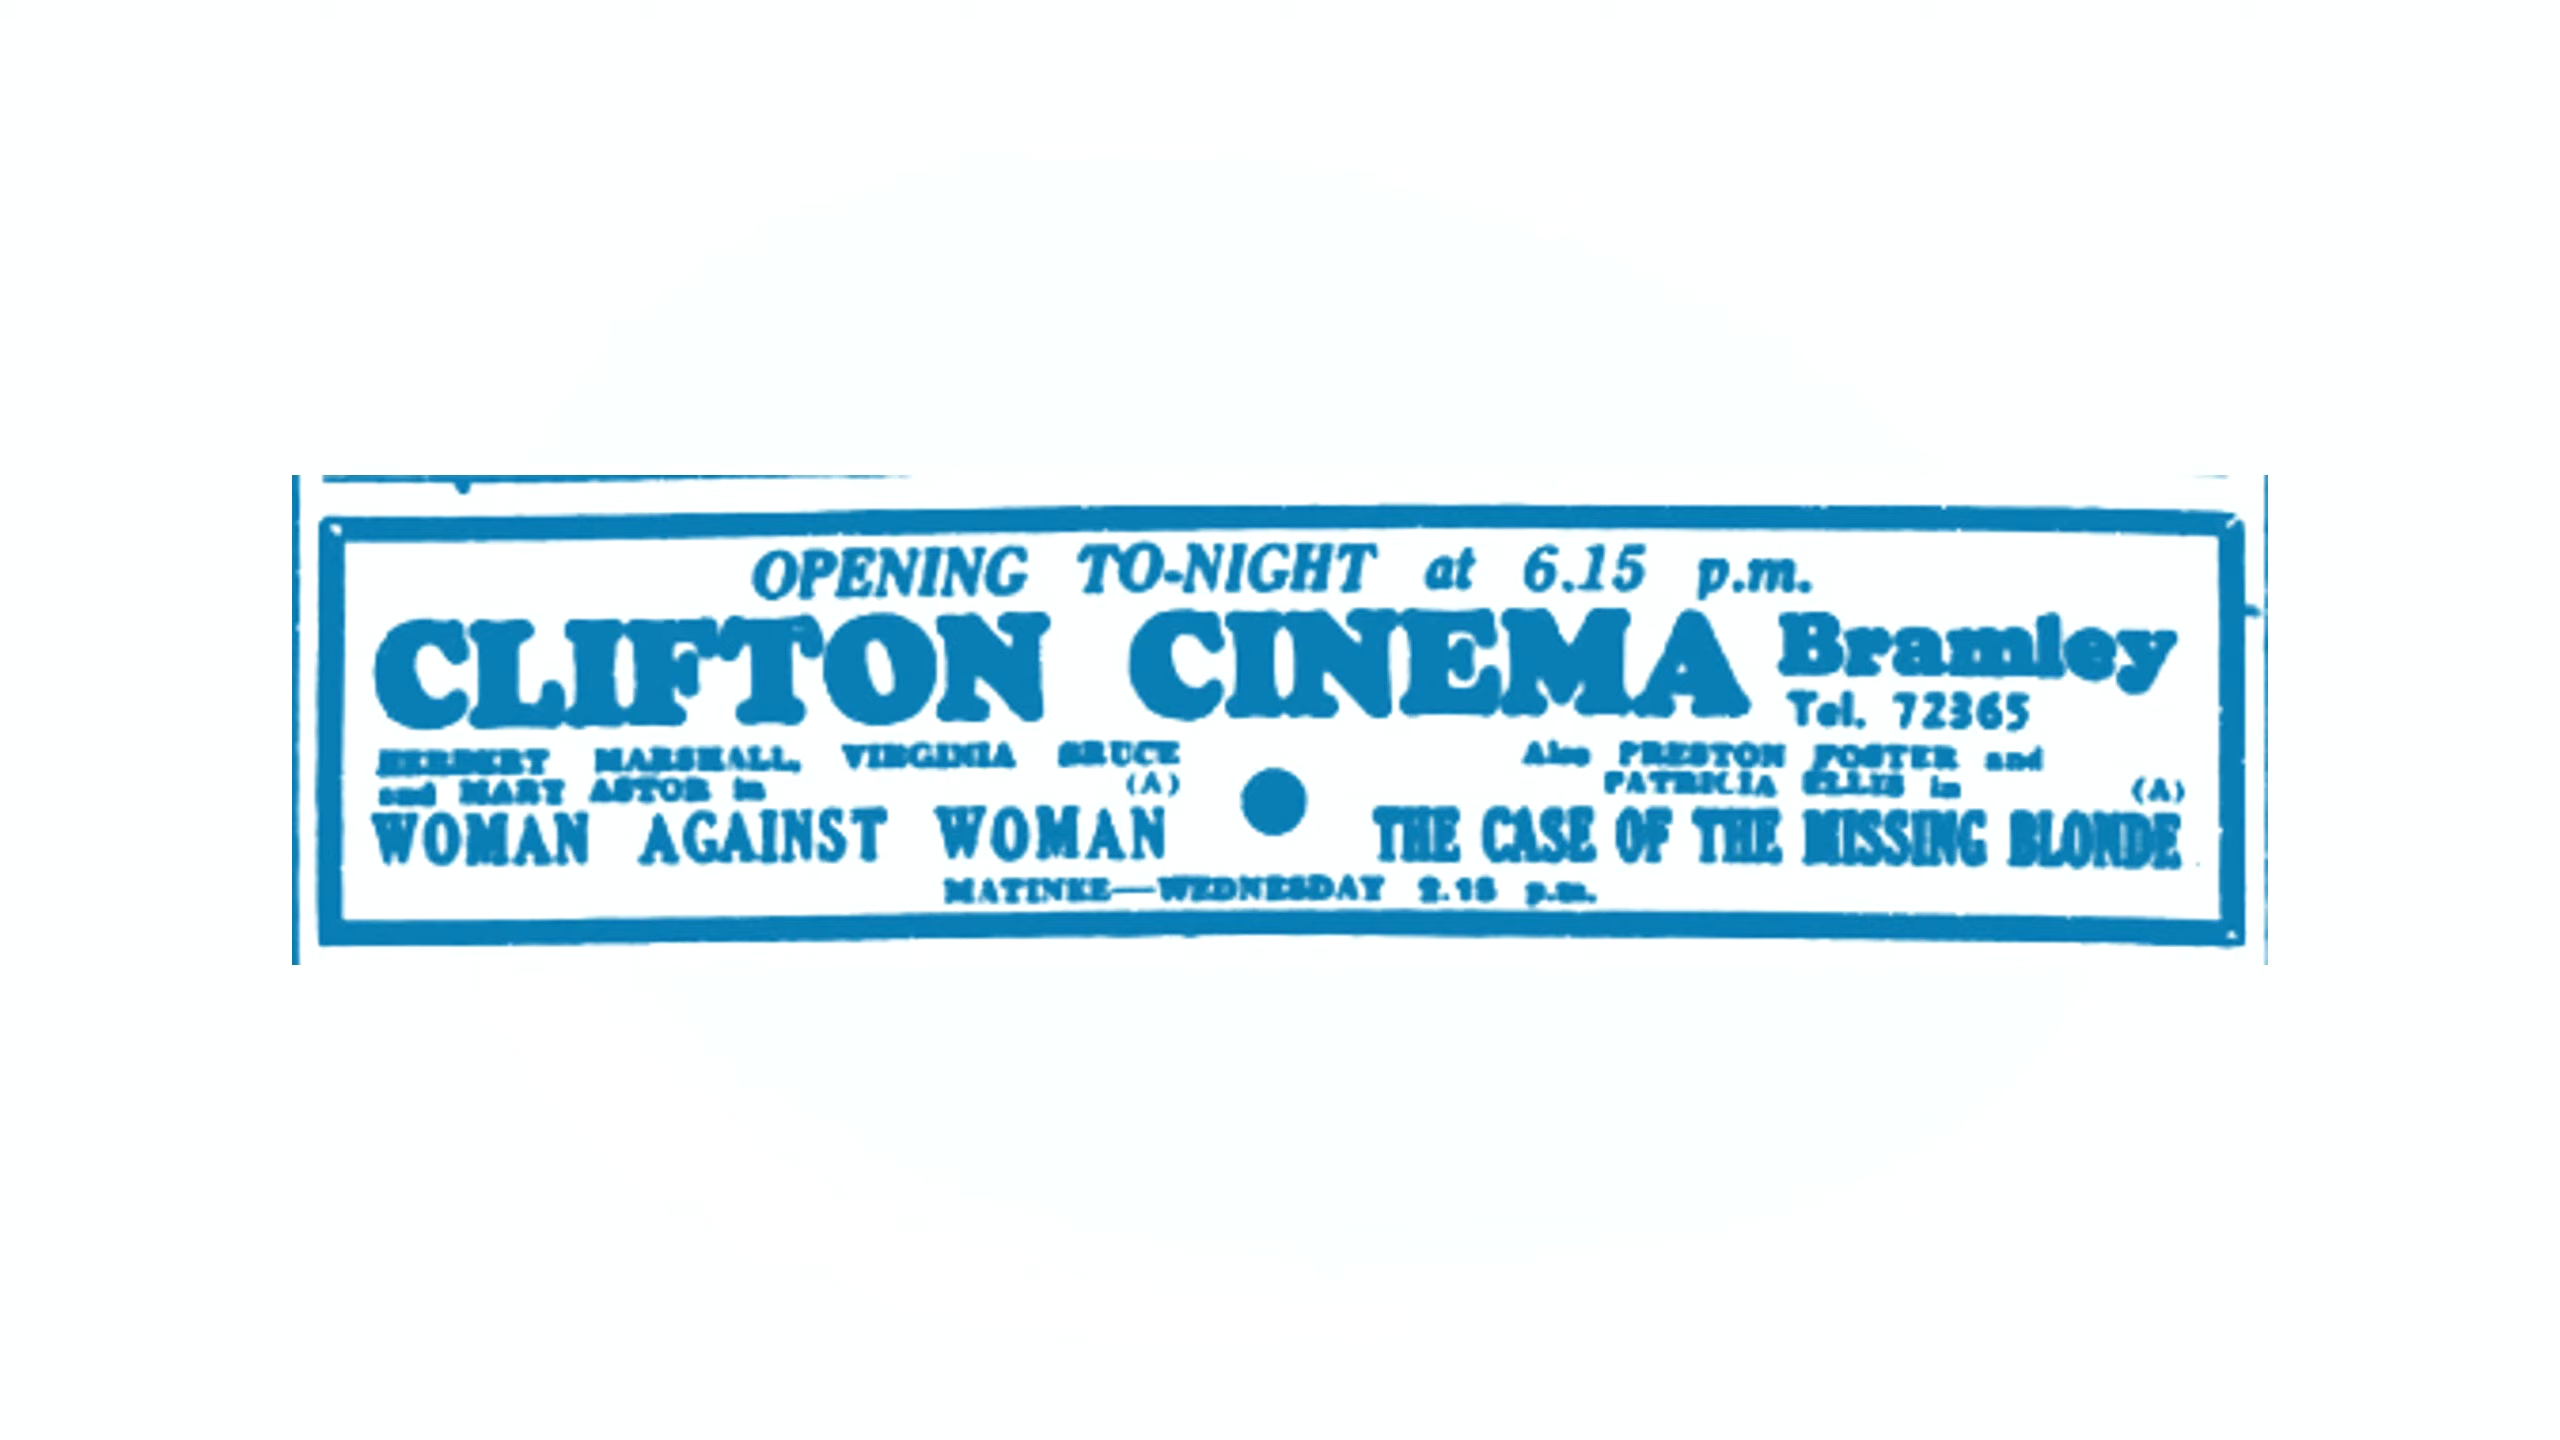 OPENING TO-NIGHT at 6.15 p.m.
CLIFTON CINEMA Bramley
Tel. 72365
HERBERT MARSHALL, VIRGINIA BRUCE
and MARY ASTOR in (A)
WOMAN AGAINST WOMAN
Also PRESTON FOSTER and
PATRICIA ELLIS in (A)
THE CASE OF THE MISSING BLONDE
MATINEE—WEDNESDAY 2.15 p.m.